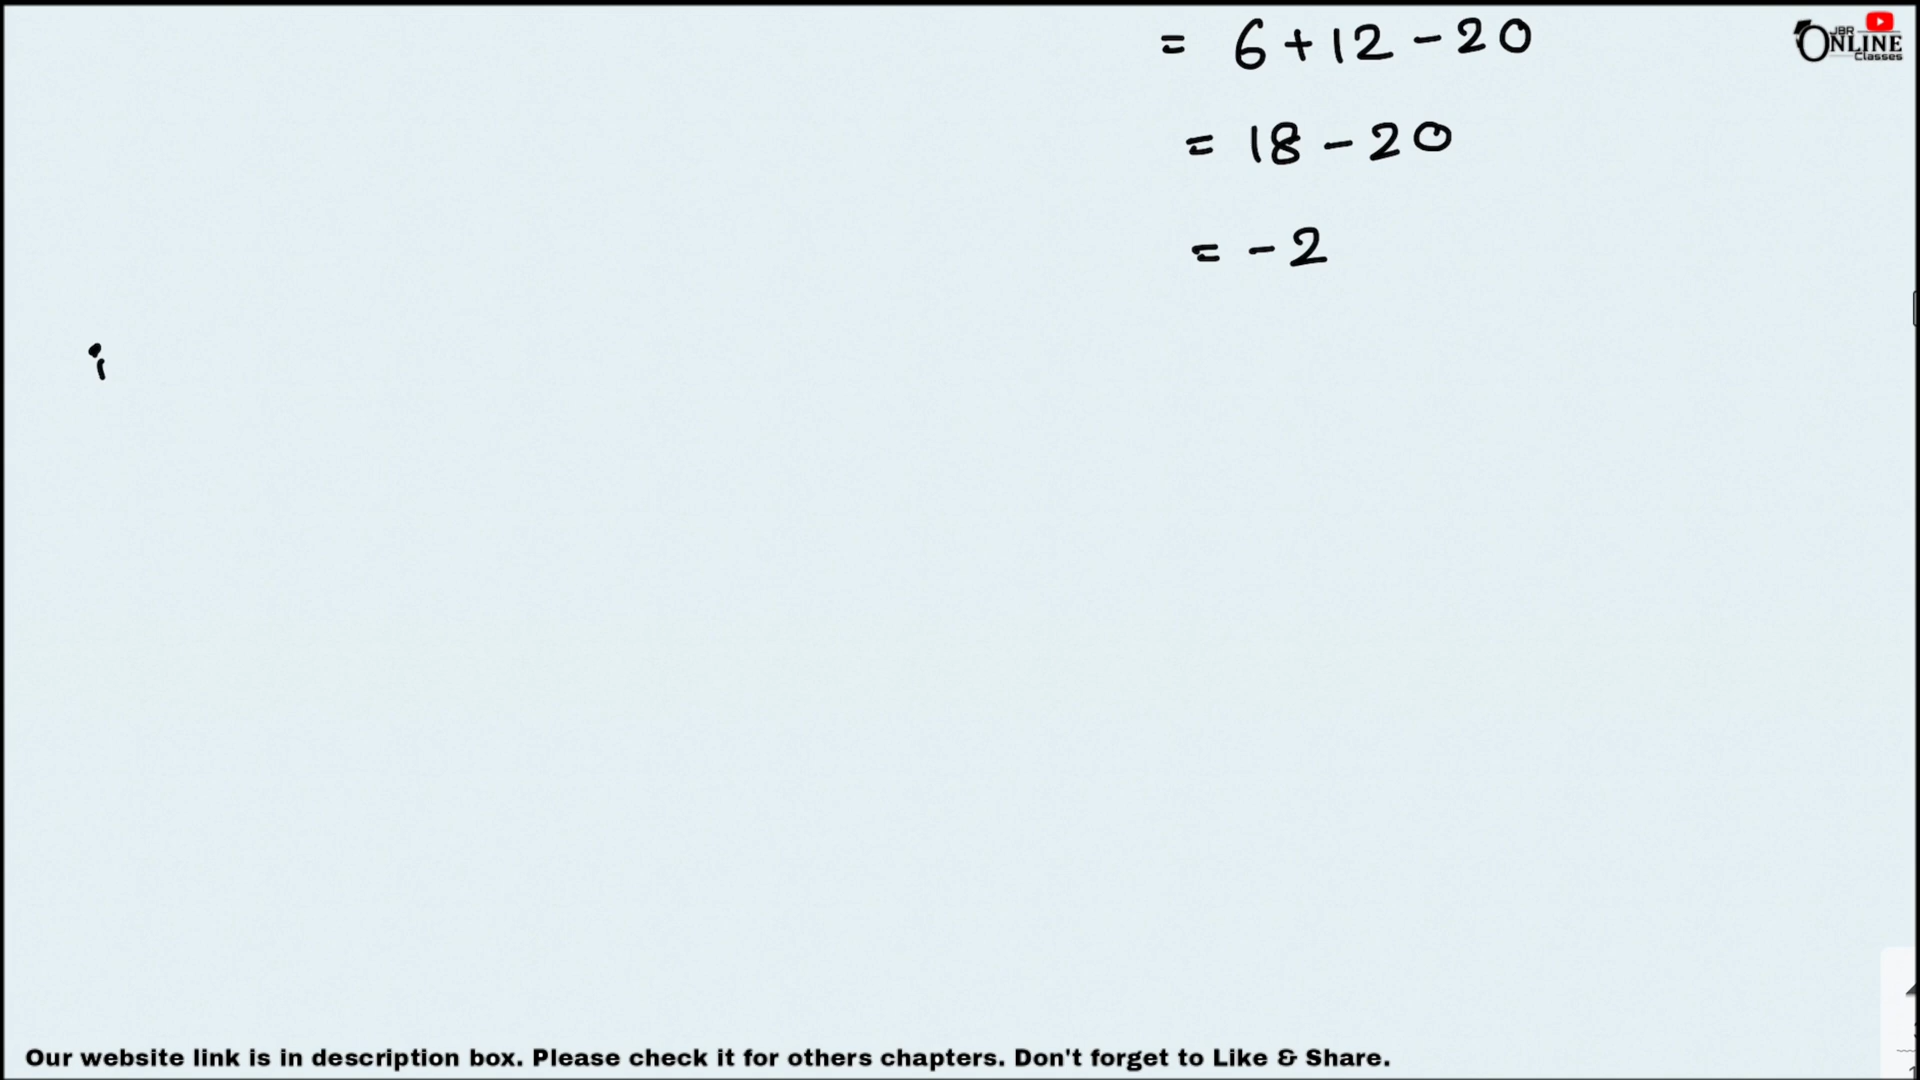 = 6 + 12 - 20
JBR
ONLINE
Classes
= 18 - 20
= - 2
i
Our website link is in description box. Please check it for others chapters. Don't forget to Like & Share.